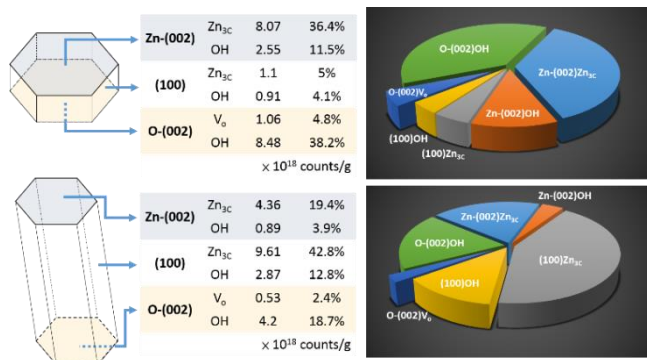 Zn-(002) Zn3C 8.07 36.4%
OH 2.55 11.5%
(100) Zn3C 1.1 5%
OH 0.91 4.1%
O-(002) Vo 1.06 4.8%
OH 8.48 38.2%
× 10^18 counts/g
O-(002)OH
Zn-(002)Zn3C
O-(002)Vo
Zn-(002)OH
(100)OH
(100)Zn3C
Zn-(002) Zn3C 4.36 19.4%
OH 0.89 3.9%
(100) Zn3C 9.61 42.8%
OH 2.87 12.8%
O-(002) Vo 0.53 2.4%
OH 4.2 18.7%
× 10^18 counts/g
Zn-(002)OH
Zn-(002)Zn3C
O-(002)OH
(100)Zn3C
(100)OH
O-(002)Vo